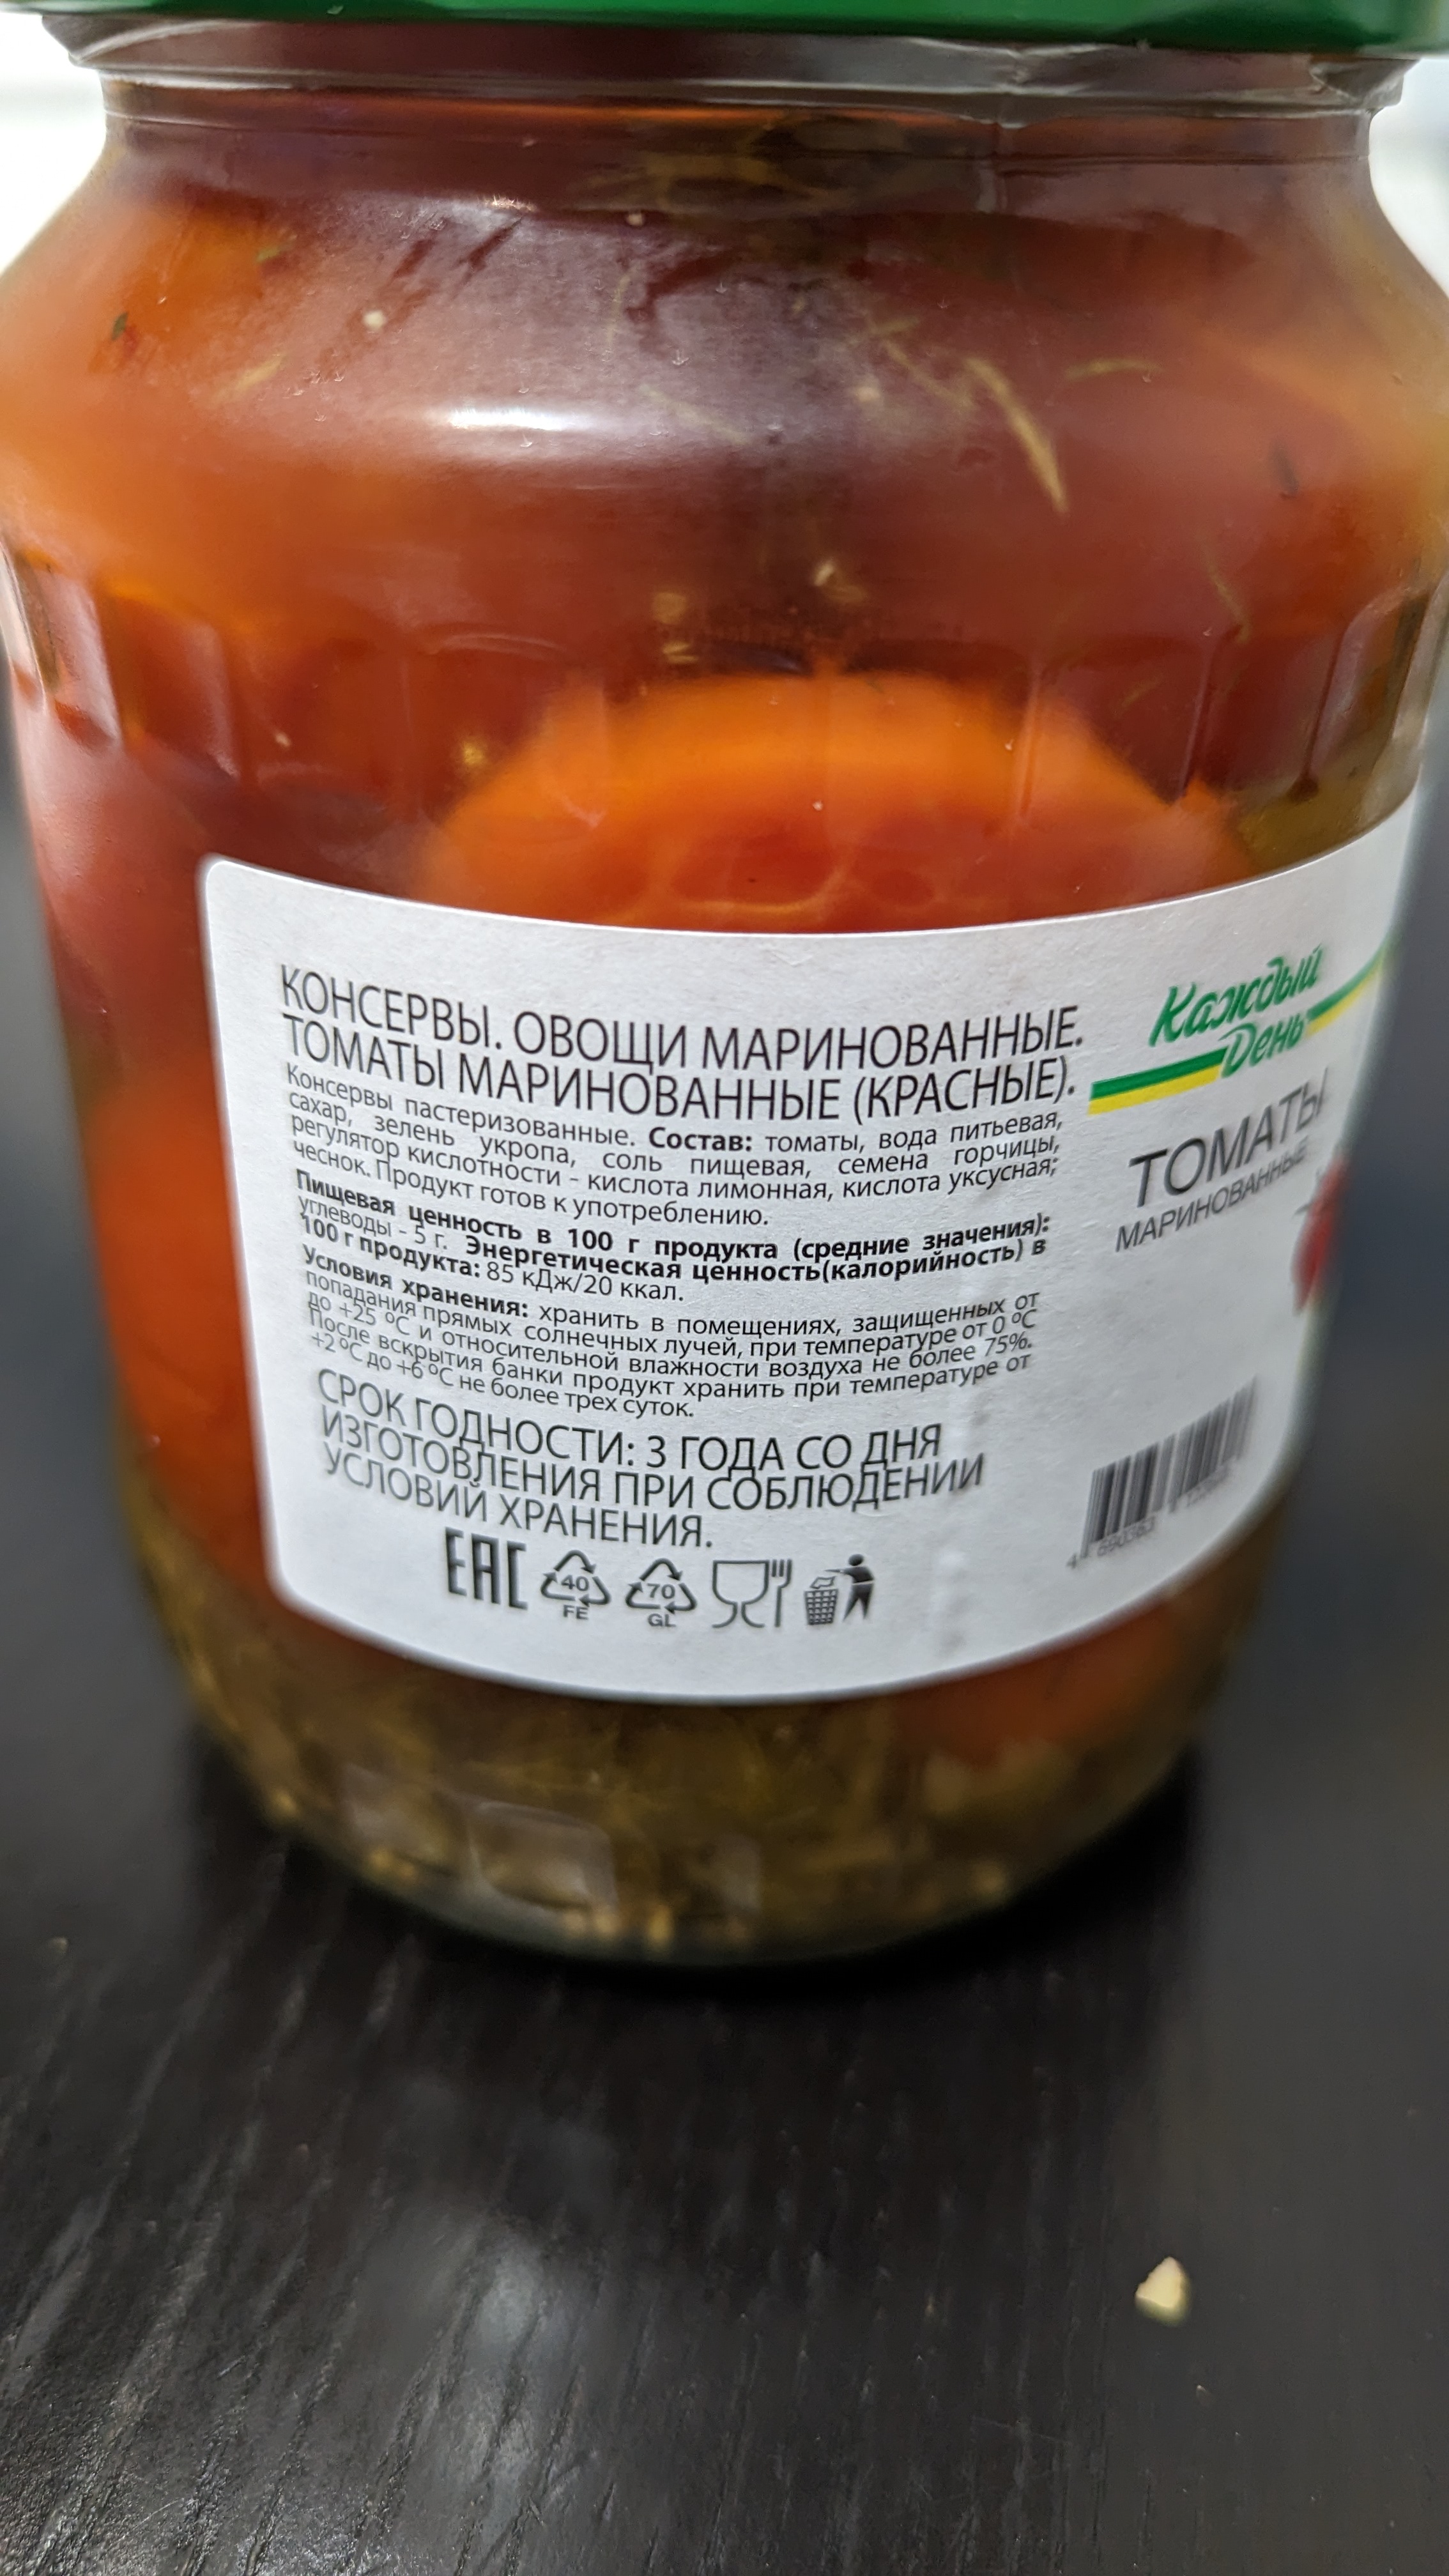 КОНСЕРВЫ. ОВОЩИ МАРИНОВАННЫЕ.
ТОМАТЫ МАРИНОВАННЫЕ (КРАСНЫЕ).
Консервы пастеризованные. Состав: томаты, вода питьевая,
сахар, зелень укропа, соль пищевая, семена горчицы,
регулятор кислотности - кислота лимонная, кислота уксусная;
чеснок. Продукт готов к употреблению.
Пищевая ценность в 100 г продукта (средние значения):
углеводы - 5 г. Энергетическая ценность(калорийность) в
100 г продукта: 85 кДж/20 ккал.
Условия хранения: хранить в помещениях, защищенных от
попадания прямых солнечных лучей, при температуре от 0 °С
до +25 °С и относительной влажности воздуха не более 75%.
После вскрытия банки продукт хранить при температуре от
+2 °С до +6 °С не более трех суток.
СРОК ГОДНОСТИ: 3 ГОДА СО ДНЯ
ИЗГОТОВЛЕНИЯ ПРИ СОБЛЮДЕНИИ
УСЛОВИЙ ХРАНЕНИЯ.
EAC 40 70
FE GL
Каждый
День
ТОМАТЫ
МАРИНОВАННЫЕ